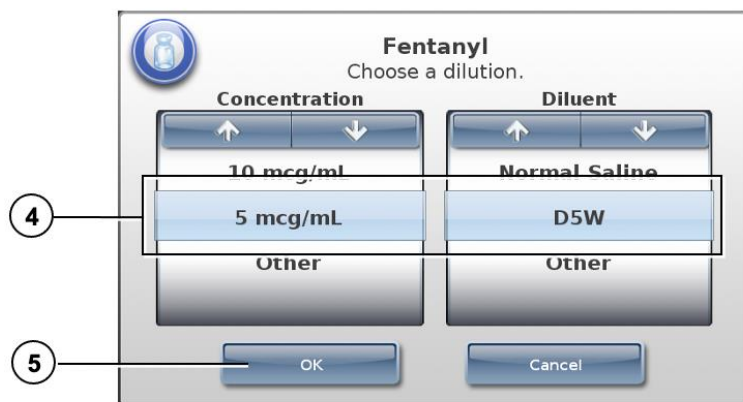 Fentanyl
Choose a dilution.
Concentration Diluent
10 mcg/mL Normal Saline
4
5 mcg/mL D5W
Other Other
5
OK Cancel